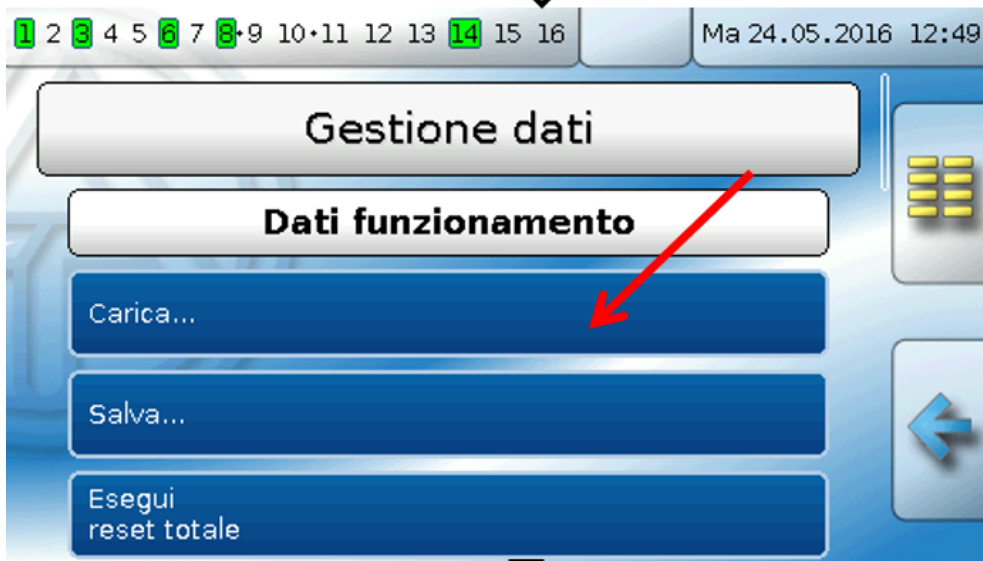 1 2 3 4 5 6 7 8·9 10·11 12 13 14 15 16 Ma 24.05.2016 12:49
Gestione dati
Dati funzionamento
Carica...
Salva...
Esegui
reset totale